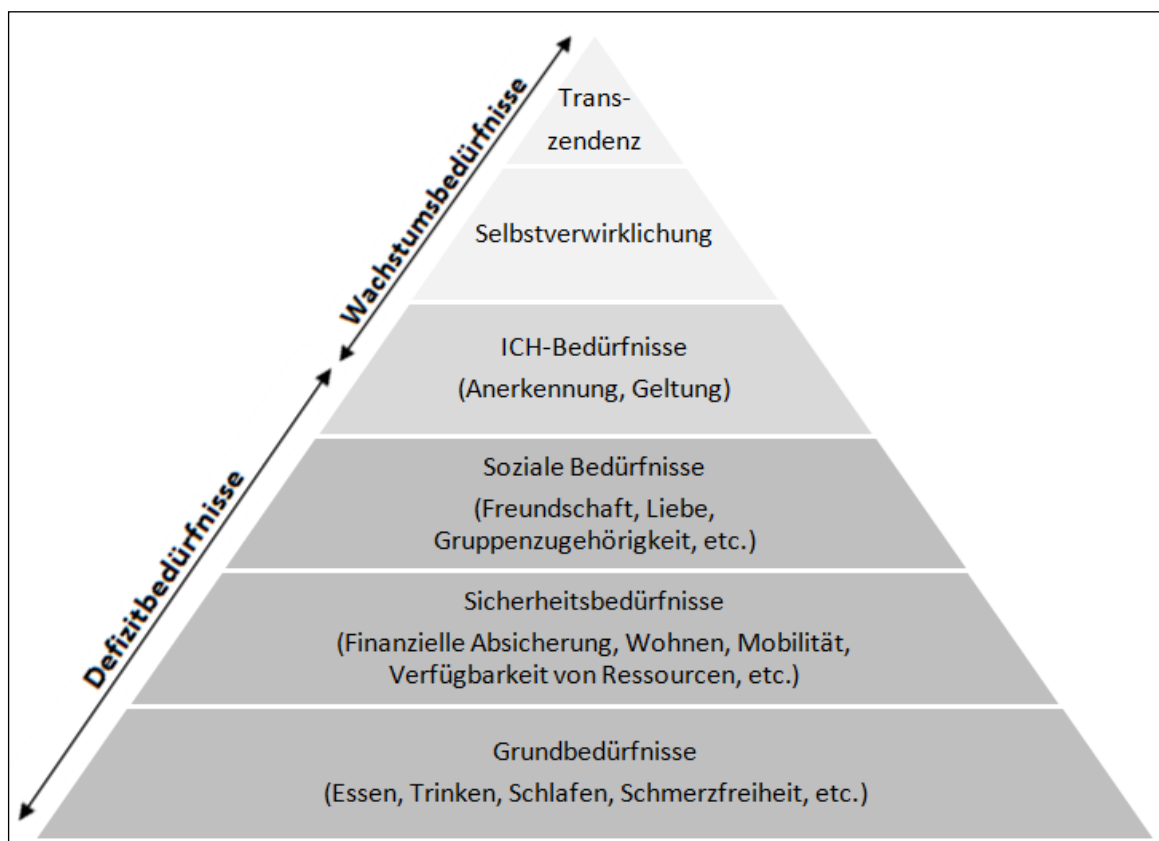 Trans-
zendenz
Selbstverwirklichung
ICH-Bedürfnisse
(Anerkennung, Geltung)
Soziale Bedürfnisse
(Freundschaft, Liebe,
Gruppenzugehörigkeit, etc.)
Sicherheitsbedürfnisse
(Finanzielle Absicherung, Wohnen, Mobilität,
Verfügbarkeit von Ressourcen, etc.)
Grundbedürfnisse
(Essen, Trinken, Schlafen, Schmerzfreiheit, etc.)
Wachstumsbedürfnisse
Defizitbedürfnisse